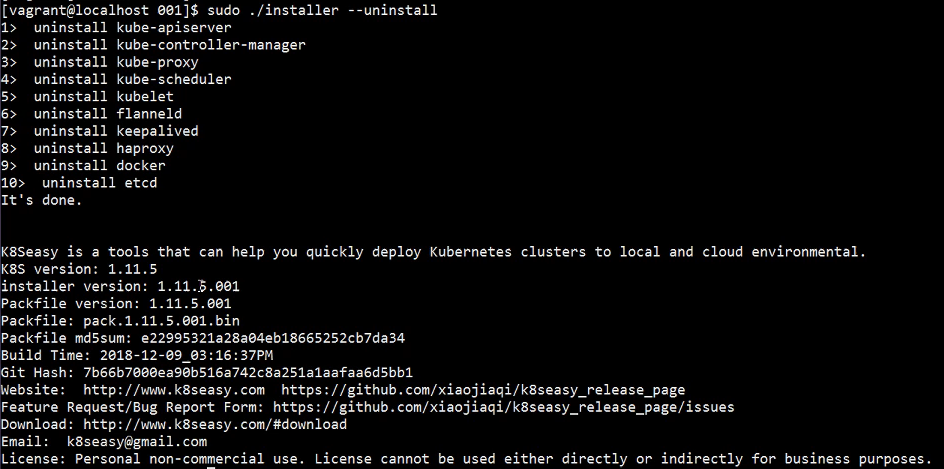 [vagrant@localhost 001]$ sudo ./installer --uninstall
1>  uninstall kube-apiserver
2>  uninstall kube-controller-manager
3>  uninstall kube-proxy
4>  uninstall kube-scheduler
5>  uninstall kubelet
6>  uninstall flanneld
7>  uninstall keepalived
8>  uninstall haproxy
9>  uninstall docker
10>  uninstall etcd
It's done.
K8Seasy is a tools that can help you quickly deploy Kubernetes clusters to local and cloud environmental.
K8S version: 1.11.5
installer version: 1.11.5.001
Packfile version: 1.11.5.001
Packfile: pack.1.11.5.001.bin
Packfile md5sum: e22995321a28a04eb18665252cb7da34
Build Time: 2018-12-09_03:16:37PM
Git Hash: 7b66b7000ea90b516a742c8a251a1aafaa6d5bb1
Website:  http://www.k8seasy.com  https://github.com/xiaojiaqi/k8seasy_release_page
Feature Request/Bug Report Form: https://github.com/xiaojiaqi/k8seasy_release_page/issues
Download: http://www.k8seasy.com/#download
Email:  k8seasy@gmail.com
License: Personal non-commercial use. License cannot be used either directly or indirectly for business purposes.